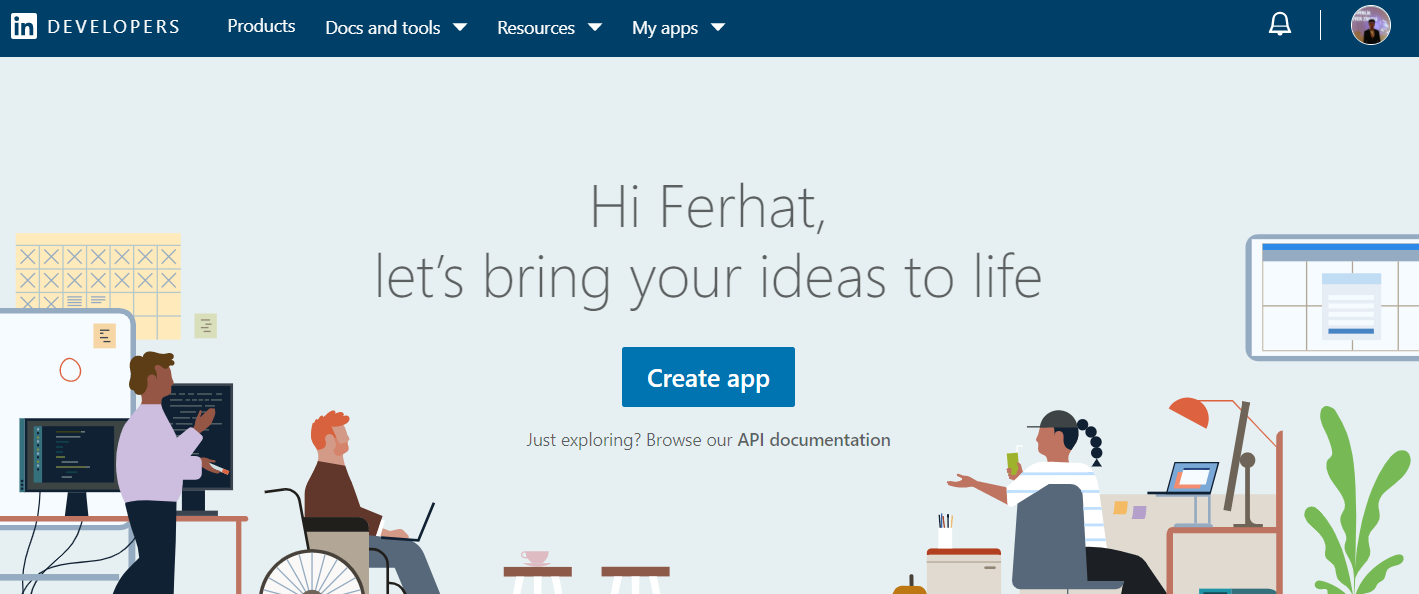 in DEVELOPERS Products Docs and tools Resources My apps
Hi Ferhat,
let's bring your ideas to life
Create app
Just exploring? Browse our API documentation